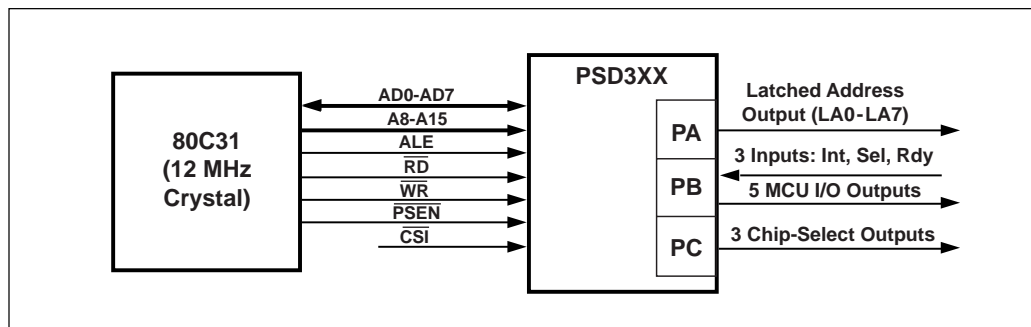 80C31
(12 MHz
Crystal)
AD0-AD7
A8-A15
ALE
RD
WR
PSEN
CSI
PSD3XX
PA
PB
PC
Latched Address
Output (LA0-LA7)
3 Inputs: Int, Sel, Rdy
5 MCU I/O Outputs
3 Chip-Select Outputs